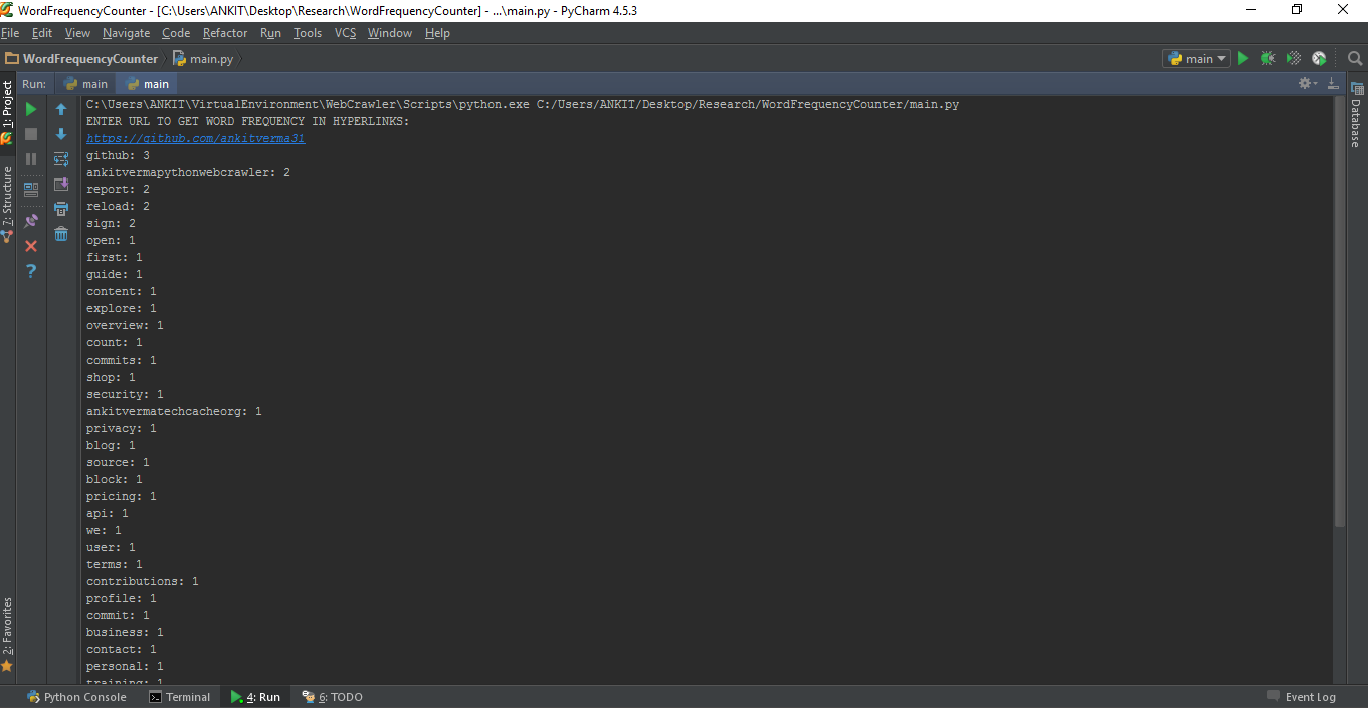 WordFrequencyCounter - [C:\Users\ANKIT\Desktop\Research\WordFrequencyCounter] - ...\main.py - PyCharm 4.5.3
File Edit View Navigate Code Refactor Run Tools VCS Window Help
WordFrequencyCounter main.py main
Run: main main
1: Project
7: Structure
2: Favorites
Database
C:\Users\ANKIT\VirtualEnvironment\WebCrawler\Scripts\python.exe C:/Users/ANKIT/Desktop/Research/WordFrequencyCounter/main.py
ENTER URL TO GET WORD FREQUENCY IN HYPERLINKS:
https://github.com/ankitverma31
github: 3
ankitvermapythonwebcrawler: 2
report: 2
reload: 2
sign: 2
open: 1
first: 1
guide: 1
content: 1
explore: 1
overview: 1
count: 1
commits: 1
shop: 1
security: 1
ankitvermatechcacheorg: 1
privacy: 1
blog: 1
source: 1
block: 1
pricing: 1
api: 1
we: 1
user: 1
terms: 1
contributions: 1
profile: 1
commit: 1
business: 1
contact: 1
personal: 1
training: 1
Python Console Terminal 4: Run 6: TODO Event Log